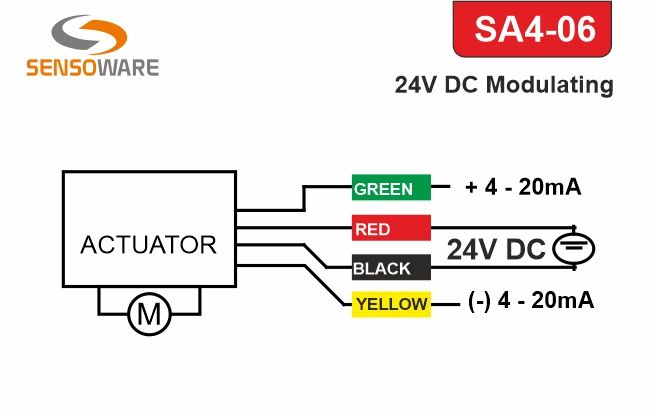 SENSOWARE
SA4-06
24V DC Modulating
ACTUATOR
M
GREEN
+ 4 - 20mA
RED
24V DC
BLACK
YELLOW
(-) 4 - 20mA